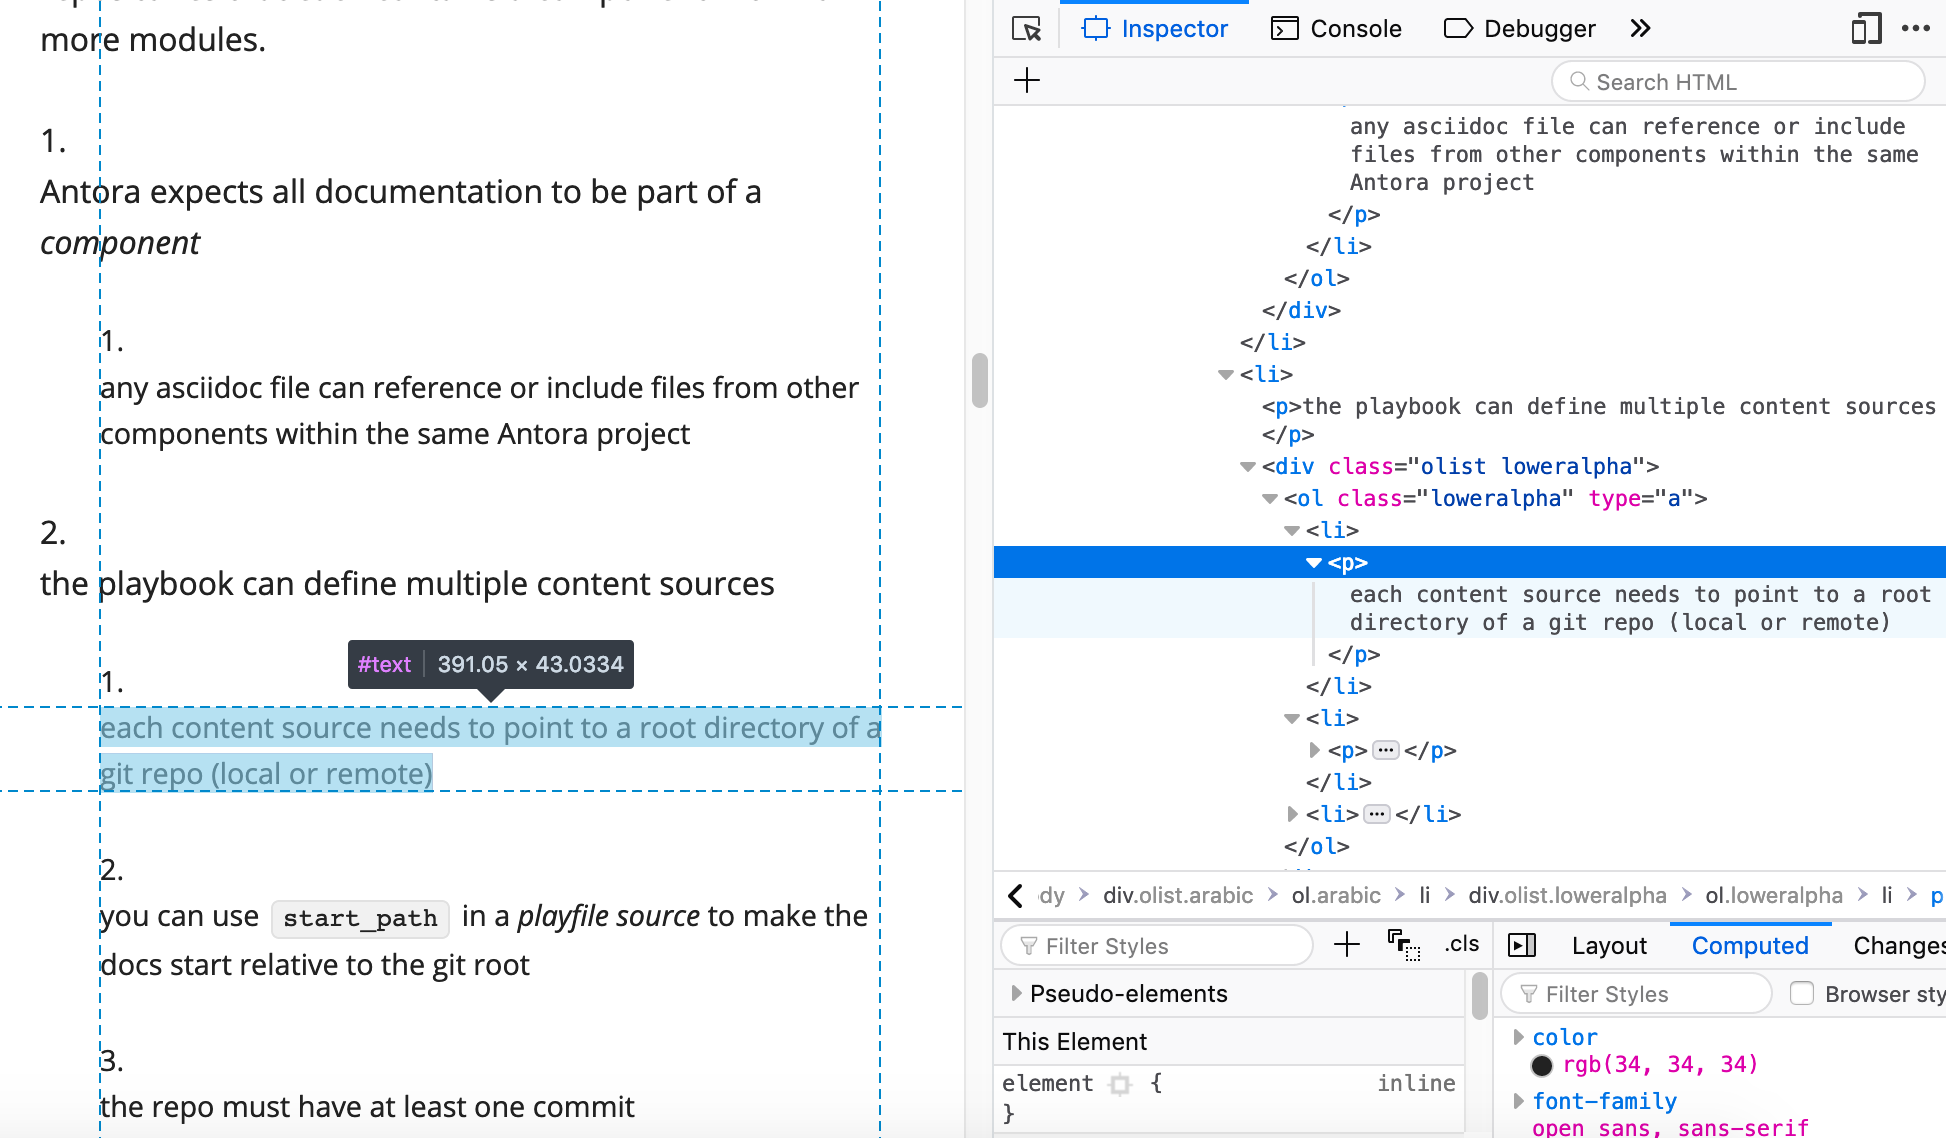 more modules.
1.
Antora expects all documentation to be part of a
component
1.
any asciidoc file can reference or include files from other
components within the same Antora project
2.
the playbook can define multiple content sources
#text 391.05 × 43.0334
1.
each content source needs to point to a root directory of a
git repo (local or remote)
2.
you can use start_path in a playfile source to make the
docs start relative to the git root
3.
the repo must have at least one commit
Inspector
Console
Debugger
Search HTML
any asciidoc file can reference or include
files from other components within the same
Antora project
</p>
</li>
</ol>
</div>
</li>
<li>
<p>the playbook can define multiple content sources
</p>
<div class="olist loweralpha">
<ol class="loweralpha" type="a">
<li>
<p>
each content source needs to point to a root
directory of a git repo (local or remote)
</p>
</li>
<li>
<p>…</p>
</li>
<li>…</li>
</ol>
dy > div.olist.arabic > ol.arabic > li > div.olist.loweralpha > ol.loweralpha > li > p
Filter Styles
.cls
Layout
Computed
Changes
Pseudo-elements
Filter Styles
Browser sty
This Element
element { inline
}
color
rgb(34, 34, 34)
font-family
open sans, sans-serif